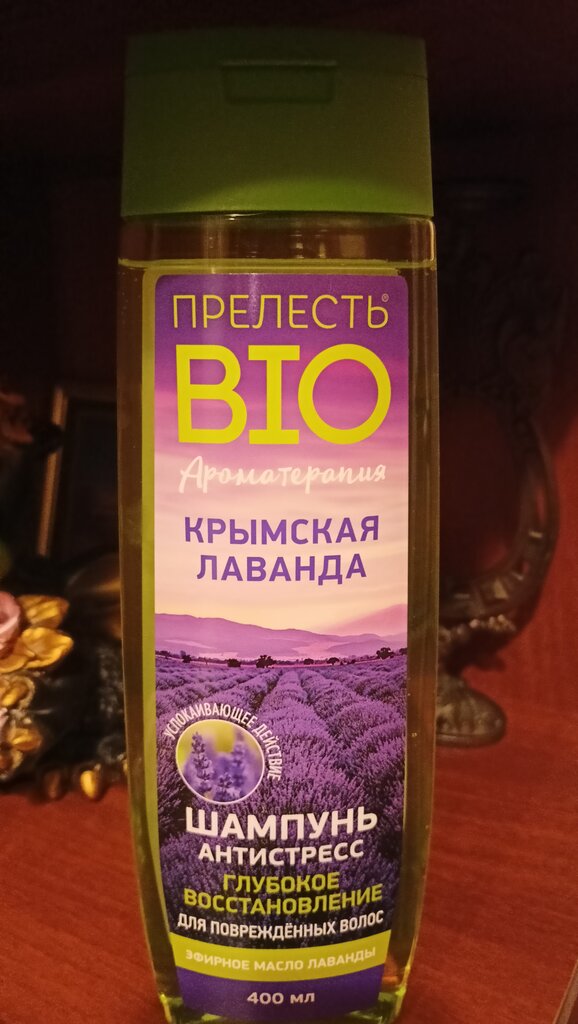 ПРЕЛЕСТЬ®
BIO
Ароматерапия
КРЫМСКАЯ
ЛАВАНДА
УСПОКАИВАЮЩЕЕ ДЕЙСТВИЕ
ШАМПУНЬ
АНТИСТРЕСС
ГЛУБОКОЕ
ВОССТАНОВЛЕНИЕ
ДЛЯ ПОВРЕЖДЁННЫХ ВОЛОС
ЭФИРНОЕ МАСЛО ЛАВАНДЫ
400 МЛ